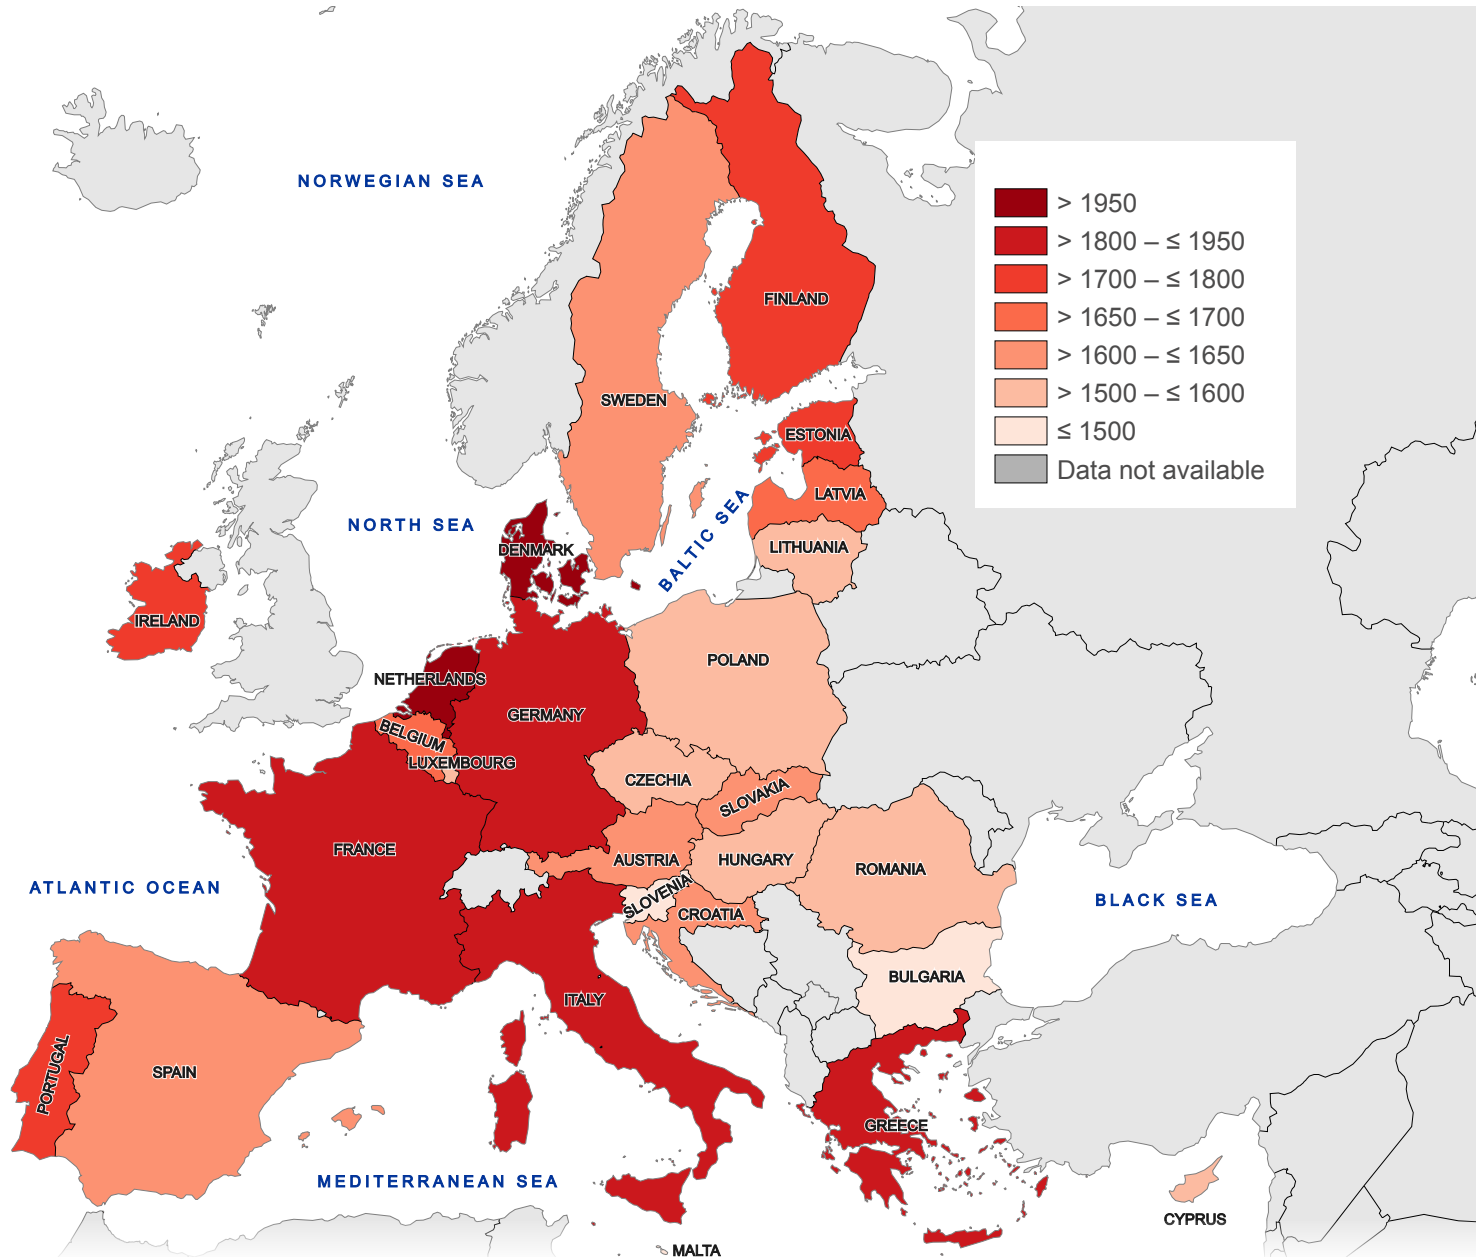 NORWEGIAN SEA
> 1950
> 1800 – ≤ 1950
> 1700 – ≤ 1800
> 1650 – ≤ 1700
> 1600 – ≤ 1650
> 1500 – ≤ 1600
≤ 1500
Data not available
FINLAND
SWEDEN
ESTONIA
LATVIA
BALTIC SEA
NORTH SEA
DENMARK
LITHUANIA
IRELAND
POLAND
NETHERLANDS
GERMANY
BELGIUM
LUXEMBOURG
CZECHIA
SLOVAKIA
FRANCE
AUSTRIA
HUNGARY
ROMANIA
ATLANTIC OCEAN
SLOVENIA
BLACK SEA
CROATIA
BULGARIA
ITALY
PORTUGAL
SPAIN
GREECE
MEDITERRANEAN SEA
CYPRUS
MALTA